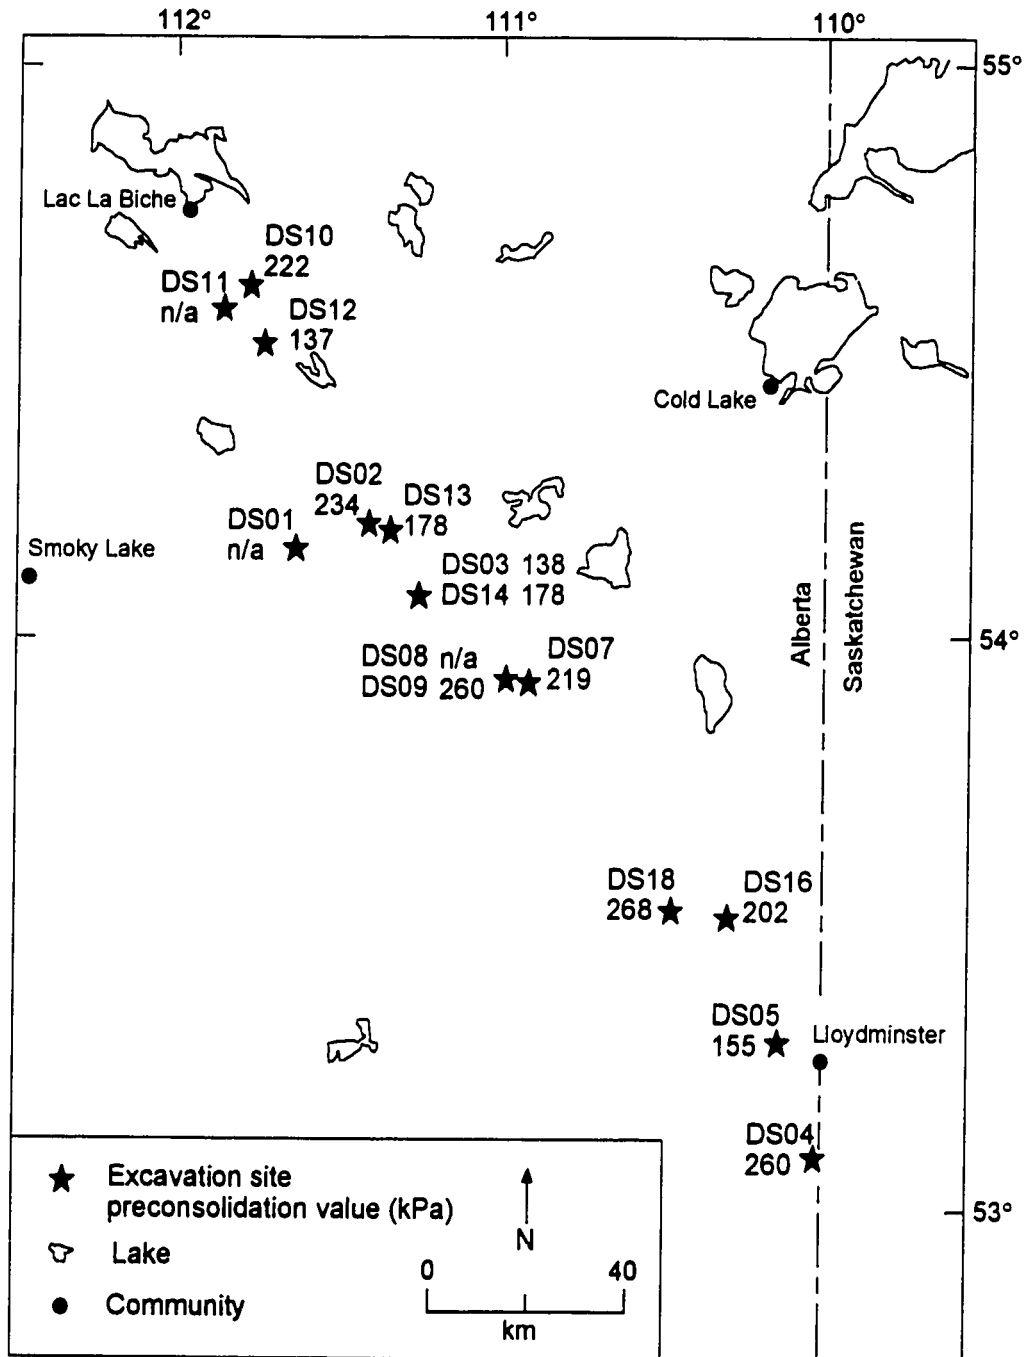 112°
111°
110°
55°
Lac La Biche
DS10
222
DS11
n/a
DS12
137
Cold Lake
DS02
234
DS13
178
DS01
n/a
Smoky Lake
DS03 138
DS14 178
54°
Alberta
Saskatchewan
DS08 n/a
DS09 260
DS07
219
DS18
268
DS16
202
DS05
155
Lloydminster
DS04
260
53°
Excavation site
preconsolidation value (kPa)
Lake
Community
N
0 40
km